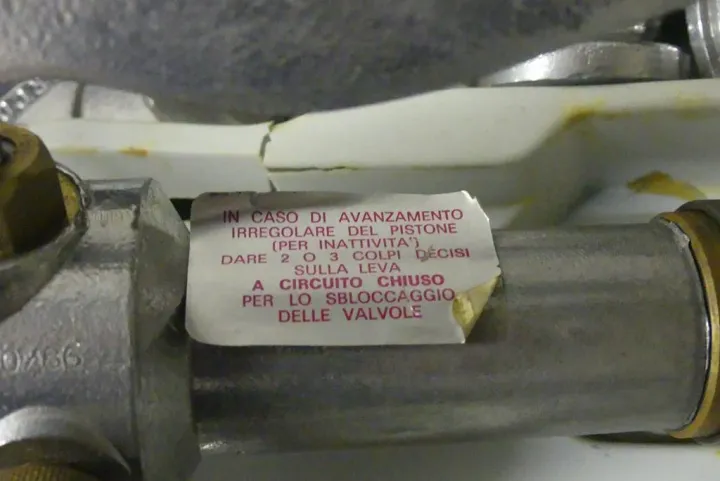 IN CASO DI AVANZAMENTO
IRREGOLARE DEL PISTONE
(PER INATTIVITA')
DARE 2 O 3 COLPI DECISI
SULLA LEVA
A CIRCUITO CHIUSO
PER LO SBLOCCAGGIO
DELLE VALVOLE